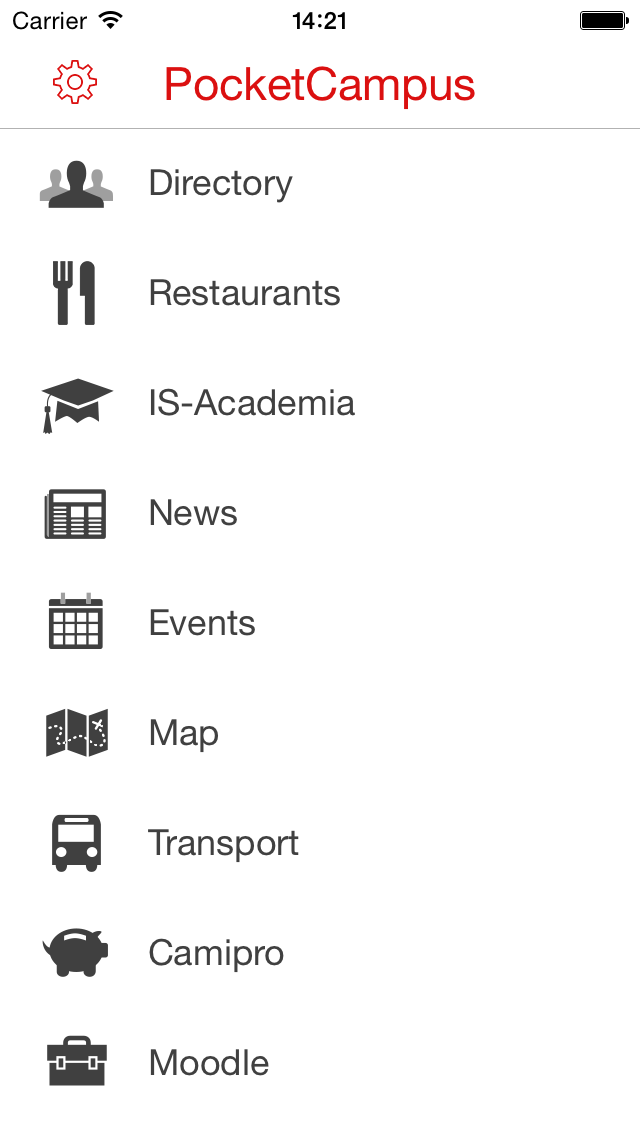 Carrier 14:21
PocketCampus
Directory
Restaurants
IS-Academia
News
Events
Map
Transport
Camipro
Moodle